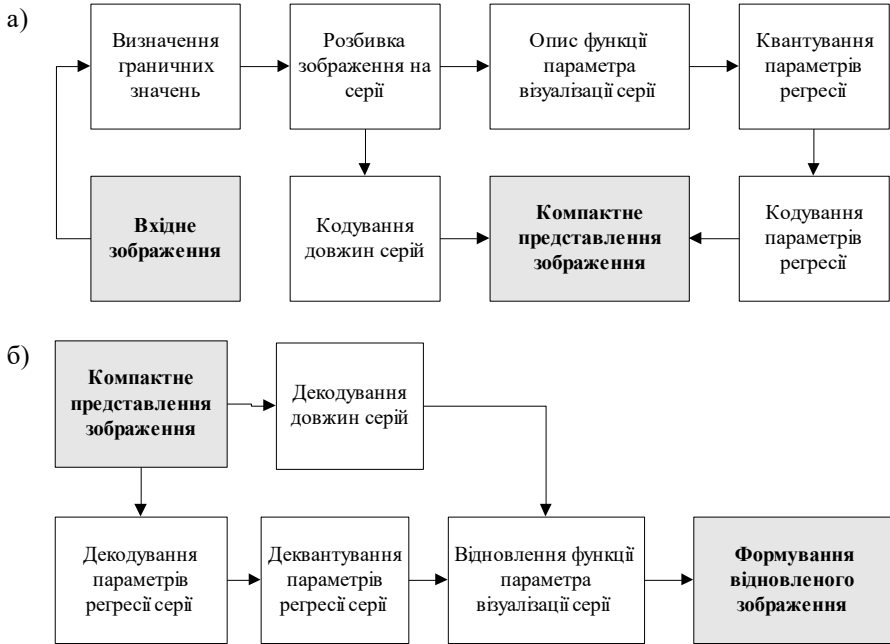 а)
Визначення
граничних
значень
Розбивка
зображення на
серії
Опис функції
параметра
візуалізації серії
Квантування
параметрів
регресії
Вхідне
зображення
Кодування
довжин серій
Компактне
представлення
зображення
Кодування
параметрів
регресії
б)
Компактне
представлення
зображення
Декодування
довжин серій
Декодування
параметрів
регресії серії
Деквантування
параметрів
регресії серії
Відновлення функції
параметра
візуалізації серії
Формування
відновленого
зображення